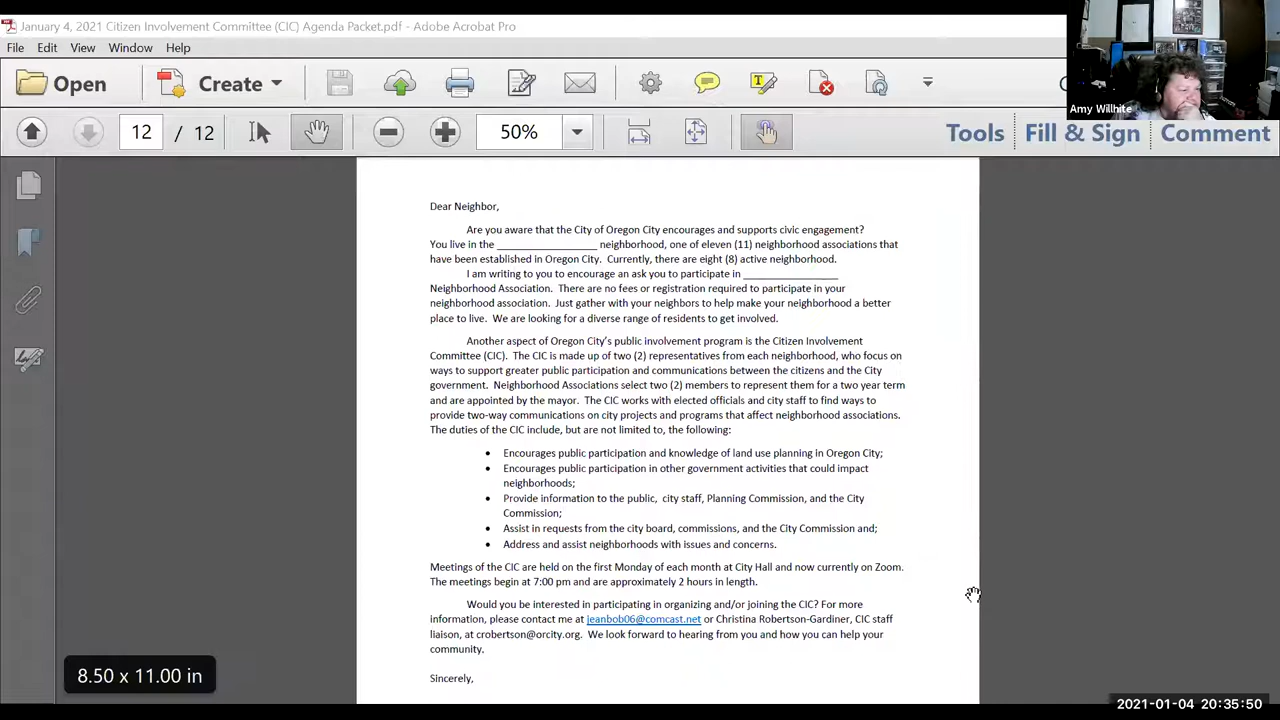 January 4, 2021 Citizen Involvement Committee (CIC) Agenda Packet.pdf - Adobe Acrobat Pro
File Edit View Window Help
Open Create
Amy Willhite
12 / 12 50% Tools Fill & Sign Comment
Dear Neighbor,
Are you aware that the City of Oregon City encourages and supports civic engagement?
You live in the ____________________ neighborhood, one of eleven (11) neighborhood associations that
have been established in Oregon City. Currently, there are eight (8) active neighborhood.
I am writing to you to encourage an ask you to participate in ___________________
Neighborhood Association. There are no fees or registration required to participate in your
neighborhood association. Just gather with your neighbors to help make your neighborhood a better
place to live. We are looking for a diverse range of residents to get involved.
Another aspect of Oregon City's public involvement program is the Citizen Involvement
Committee (CIC). The CIC is made up of two (2) representatives from each neighborhood, who focus on
ways to support greater public participation and communications between the citizens and the City
government. Neighborhood Associations select two (2) members to represent them for a two year term
and are appointed by the mayor. The CIC works with elected officials and city staff to find ways to
provide two-way communications on city projects and programs that affect neighborhood associations.
The duties of the CIC include, but are not limited to, the following:
• Encourages public participation and knowledge of land use planning in Oregon City;
• Encourages public participation in other government activities that could impact
neighborhoods;
• Provide information to the public, city staff, Planning Commission, and the City
Commission;
• Assist in requests from the city board, commissions, and the City Commission and;
• Address and assist neighborhoods with issues and concerns.
Meetings of the CIC are held on the first Monday of each month at City Hall and now currently on Zoom.
The meetings begin at 7:00 pm and are approximately 2 hours in length.
Would you be interested in participating in organizing and/or joining the CIC? For more
information, please contact me at jeanbob06@comcast.net or Christina Robertson-Gardiner, CIC staff
liaison, at crobertson@orcity.org. We look forward to hearing from you and how you can help your
community.
Sincerely,
8.50 x 11.00 in
2021-01-04 20:35:50